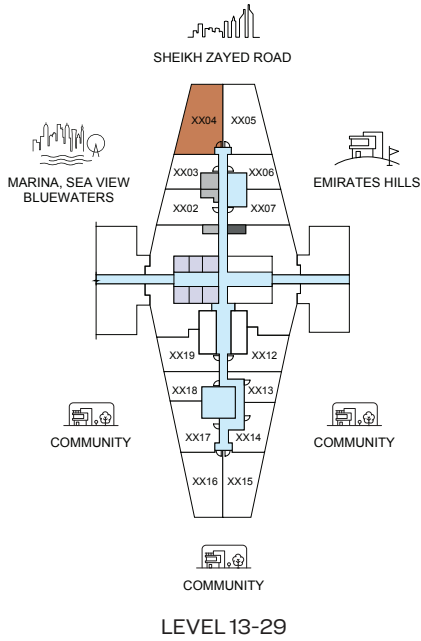 SHEIKH ZAYED ROAD
XX04
XX05
MARINA, SEA VIEW
BLUEWATERS
EMIRATES HILLS
XX03
XX06
XX02
XX07
XX19
XX12
XX18
XX13
COMMUNITY
COMMUNITY
XX17
XX14
XX16
XX15
COMMUNITY
LEVEL 13-29